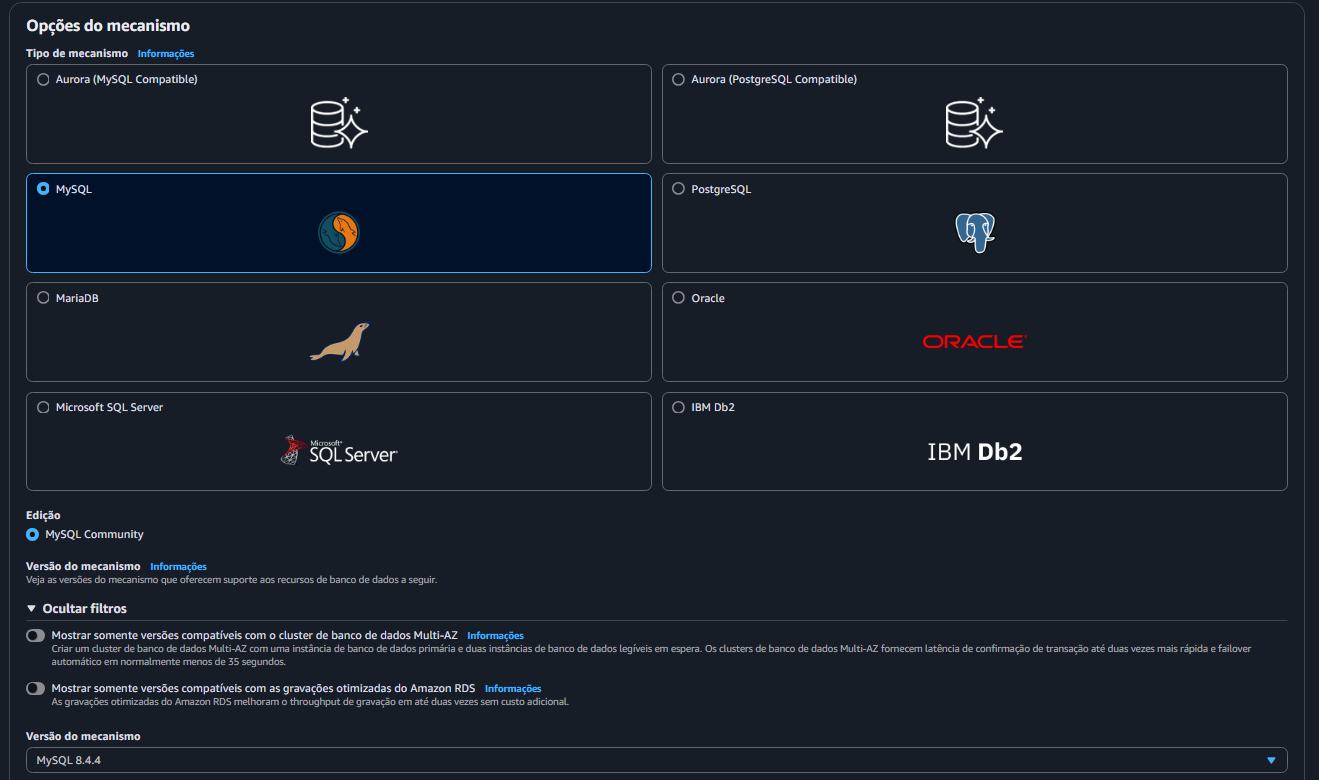 Opções do mecanismo
Tipo de mecanismo Informações
Aurora (MySQL Compatible)
Aurora (PostgreSQL Compatible)
MySQL
PostgreSQL
MariaDB
Oracle
ORACLE
Microsoft SQL Server
Microsoft®
SQL Server
IBM Db2
IBM Db2
Edição
MySQL Community
Versão do mecanismo Informações
Veja as versões do mecanismo que oferecem suporte aos recursos de banco de dados a seguir.
Ocultar filtros
Mostrar somente versões compatíveis com o cluster de banco de dados Multi-AZ Informações
Criar um cluster de banco de dados Multi-AZ com uma instância de banco de dados primária e duas instâncias de banco de dados legíveis em espera. Os clusters de banco de dados Multi-AZ fornecem latência de confirmação de transação até duas vezes mais rápida e failover
automático em normalmente menos de 35 segundos.
Mostrar somente versões compatíveis com as gravações otimizadas do Amazon RDS Informações
As gravações otimizadas do Amazon RDS melhoram o throughput de gravação em até duas vezes sem custo adicional.
Versão do mecanismo
MySQL 8.4.4